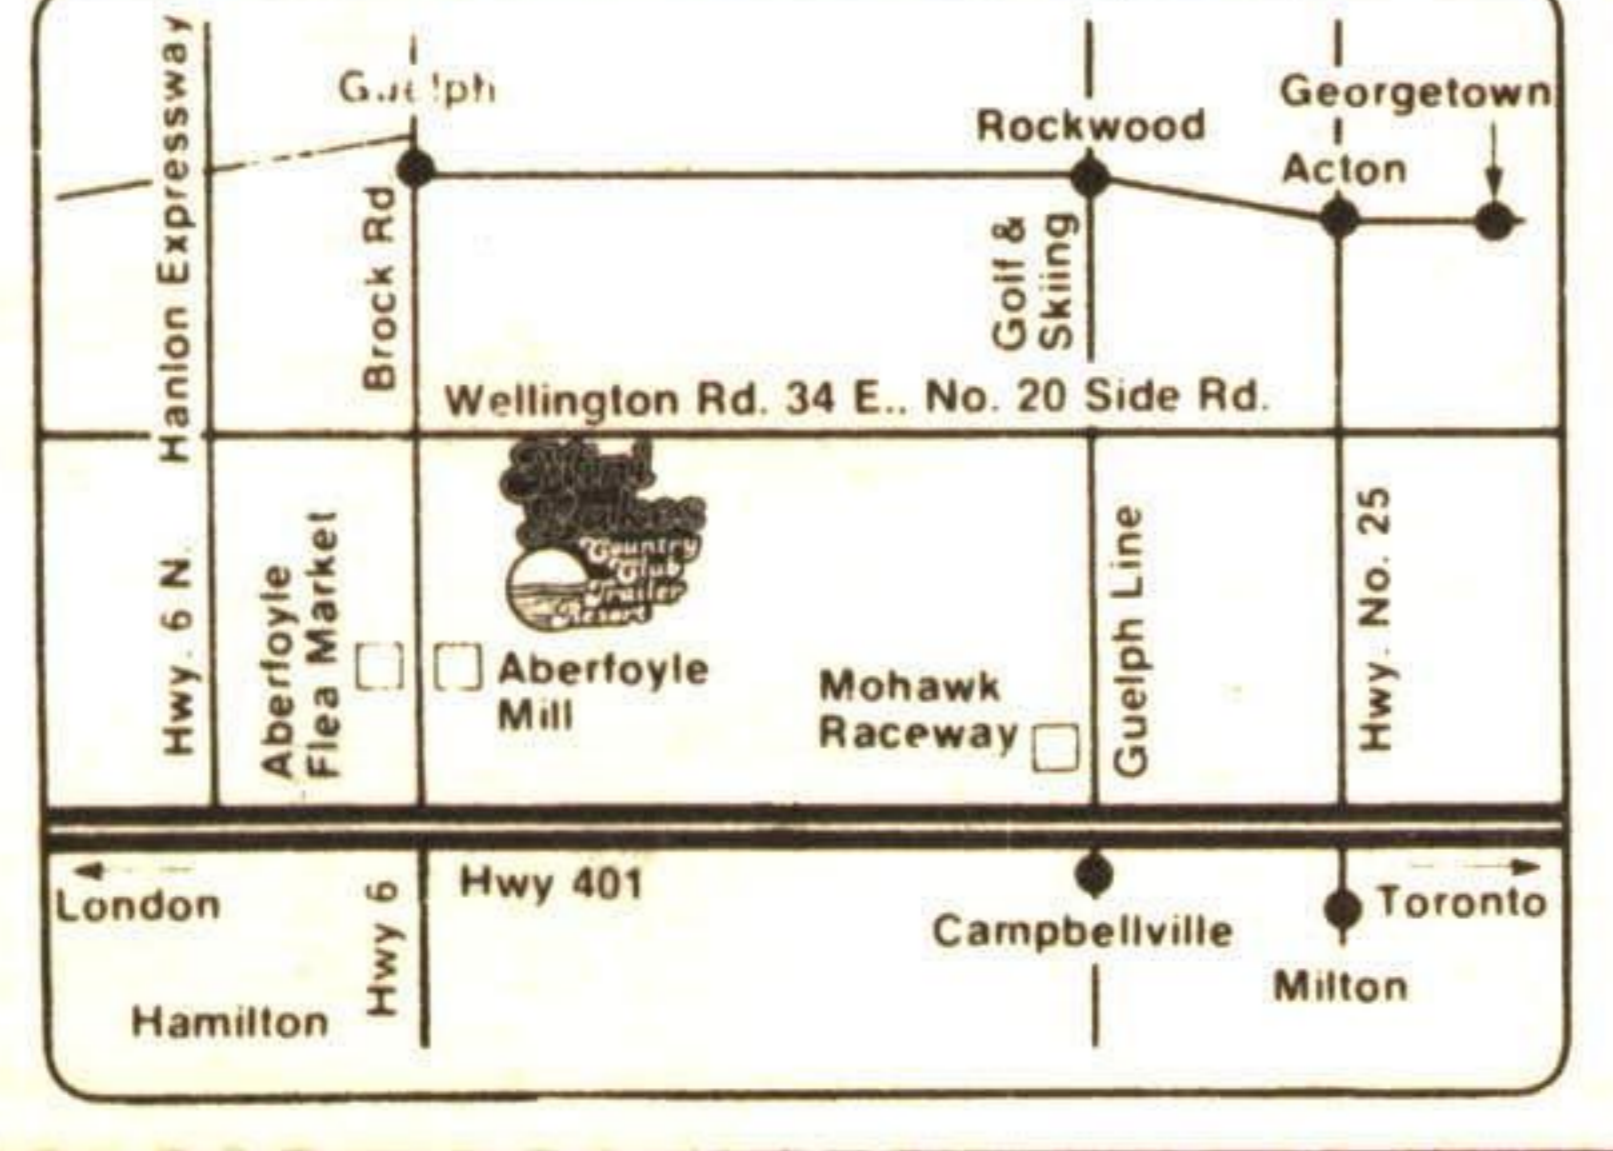 Hanlon Expressway
Guelph
Georgetown
Rockwood
Acton
Brock Rd
Golf &
Skiing
Wellington Rd. 34 E.. No. 20 Side Rd.
Country
Club
Trailer
Resort
Hwy. 6 N.
Aberfoyle
Flea Market
Aberfoyle
Mill
Mohawk
Raceway
Guelph Line
Hwy. No. 25
London
Hwy 6
Hwy 401
Campbellville
Toronto
Milton
Hamilton